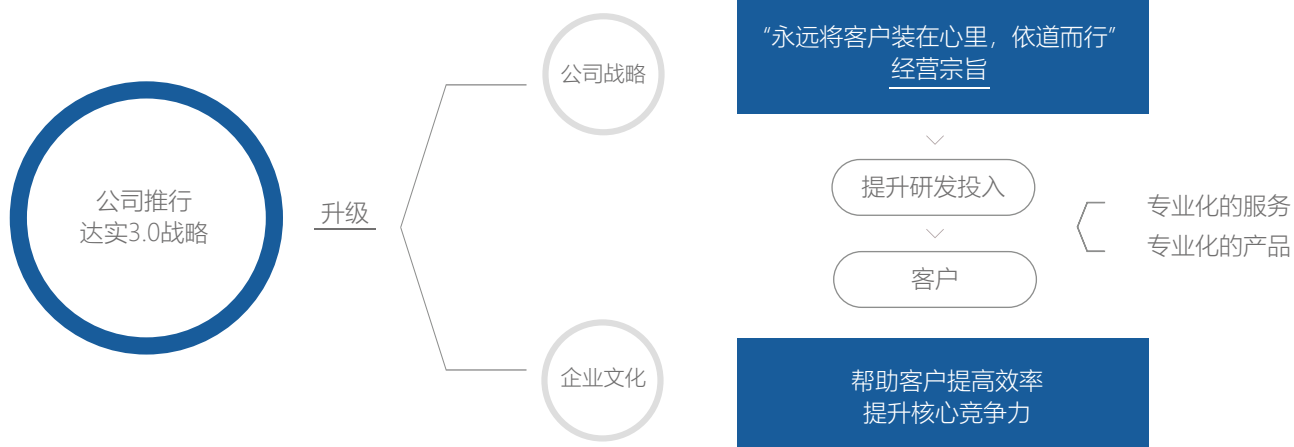 公司推行
达实3.0战略
升级
公司战略
企业文化
“永远将客户装在心里，依道而行”
经营宗旨
提升研发投入
客户
专业化的服务
专业化的产品
帮助客户提高效率
提升核心竞争力